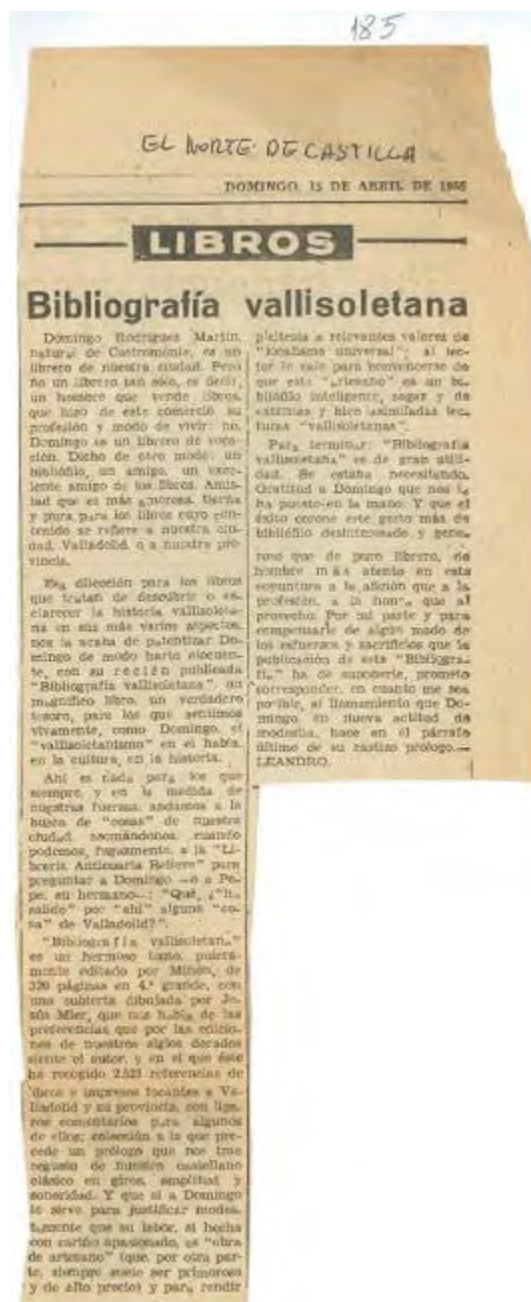 185
EL NORTE DE CASTILLA
DOMINGO, 15 DE ABRIL DE
LIBROS
Bibliografía vallisoletana
Domingo Rodríguez Martín,
natural de Castromonte, es un
librero de nuestra ciudad. Pero
no un librero tan sólo, es decir,
un hombre que vende libros,
que hizo de este comercio su
profesión y modo de vivir; no.
Domingo es un librero de voca-
ción. Dicho de otro modo: un
bibliófilo, un amigo, un exce-
lente amigo de los libros. Amis-
tad que es más amorosa, tierna
y pura para los libros cuyo con-
tenido se refiere a nuestra ciu-
dad, Valladolid, o a nuestra pro-
vincia.
Esa dilección para los libros
que tratan de descubrir o es-
clarecer la historia vallisoleta-
na en sus más varios aspectos,
nos la acaba de patentizar Do-
mingo de modo harto elocuen-
te, con su recién publicada
"Bibliografía vallisoletana", un
magnífico libro, un verdadero
tesoro, para los que sentimos
vivamente, como Domingo, el
"vallisoletanismo" en el habla,
en la cultura, en la historia.
Ahí es nada para los que
siempre, y en la medida de
nuestras fuerzas, andamos a la
busca de "cosas" de nuestra
ciudad asomándonos, cuando
podemos, fugazmente, a la "Li-
brería Anticuaria Relieve" para
preguntar a Domingo —o a Pe-
pe, su hermano—: "Qué, ¿"ha
salido" por "ahí" alguna "co-
sa" de Valladolid?".
"Bibliografía vallisoletana"
es un hermoso tomo, pulcra-
mente editado por Miñón, de
320 páginas en 4.º grande, con
una cubierta dibujada por Je-
sús Mier, que nos habla de las
preferencias que por las edicio-
nes de nuestros siglos dorados
siente el autor, y en el que éste
ha recogido 2.523 referencias de
libros e impresos tocantes a Va-
lladolid y su provincia, con lige-
ros comentarios para algunos
de ellos; colección a la que pre-
cede un prólogo que nos trae
regusto de nuestro castellano
clásico en giros, amplitud y
sonoridad. Y que si a Domingo
le sirve para justificar modes-
tamente que su labor, si hecha
con cariño apasionado, es "obra
de artesano" (que, por otra par-
te, siempre suele ser primorosa
y de alto precio) y para rendir
pleitesía a relevantes valores de
"localismo universal"; al lec-
tor le vale para convencerse de
que este "artesano" es un bi-
bliófilo inteligente, sagaz y de
extensas y bien asimiladas lec-
turas "vallisoletanas".
Para terminar: "Bibliografía
vallisoletana" es de gran utili-
dad. Se estaba necesitando.
Gratitud a Domingo que nos la
ha puesto en la mano. Y que el
éxito corone este gesto más de
bibliófilo desinteresado y gene-
roso que de puro librero, de
hombre más atento en esta
coyuntura a la afición que a la
profesión, a la honra que al
provecho. Por mi parte y para
compensarle de algún modo de
los esfuerzos y sacrificios que la
publicación de esta "Bibliogra-
fía" ha de suponerle, prometo
corresponder, en cuanto me sea
posible, al llamamiento que Do-
mingo en nueva actitud de
modestia, hace en el párrafo
último de su castizo prólogo.—
LEANDRO.